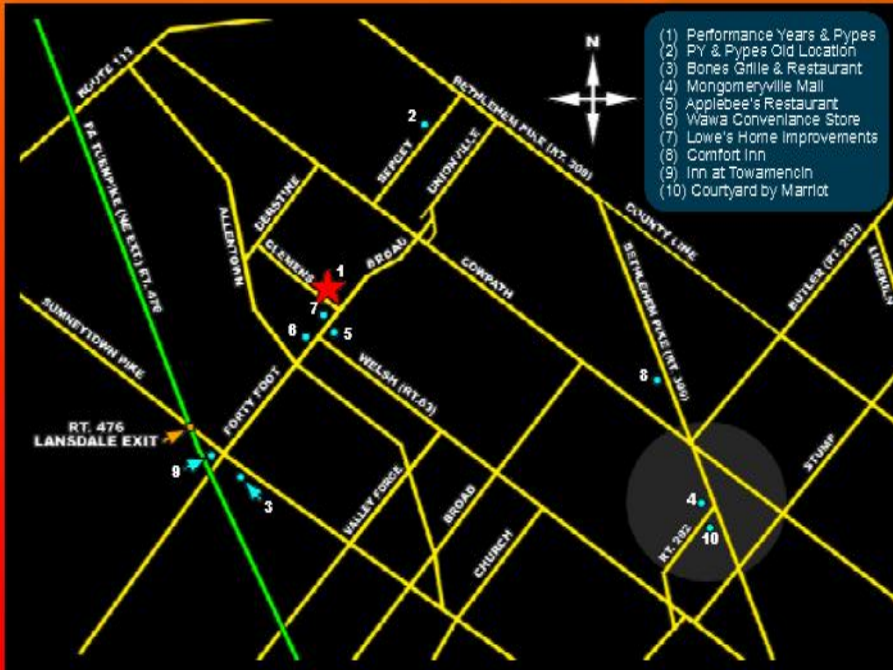 N
(1) Performance Years & Pypes
(2) PY & Pypes Old Location
(3) Bones Grille & Restaurant
(4) Mongomeryville Mall
(5) Applebee's Restaurant
(6) Wawa Conveniance Store
(7) Lowe's Home Improvements
(8) Comfort Inn
(9) Inn at Towamencin
(10) Courtyard by Marriot
ROUTE 113
BETHLEHEM PIKE (RT. 309)
2
BERGEY
UNIONVILLE
PA TURNPIKE (NE EXT.) RT. 476
DERSTINE
ALLENTOWN
COUNTY LINE
CLEMENS
BROAD
1
COWPATH
BETHLEHEM PIKE (RT. 309)
BUTLER (RT. 202)
7
6
5
SUMNEYTOWN PIKE
WELSH (RT.63)
8
FORTY FOOT
RT. 476
LANSDALE EXIT
STUMP
9
3
VALLEY FORGE
BROAD
4
CHURCH
RT. 202
10